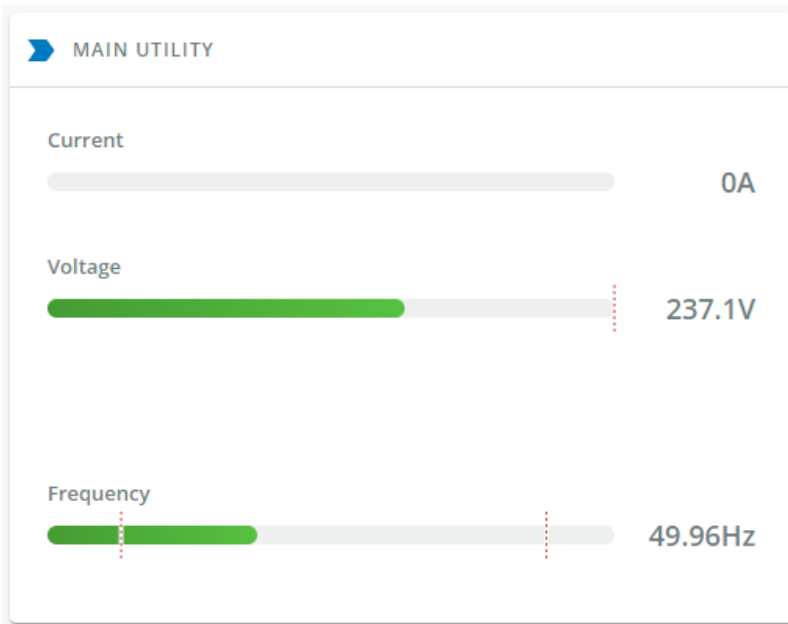 MAIN UTILITY
Current
0A
Voltage
237.1V
Frequency
49.96Hz